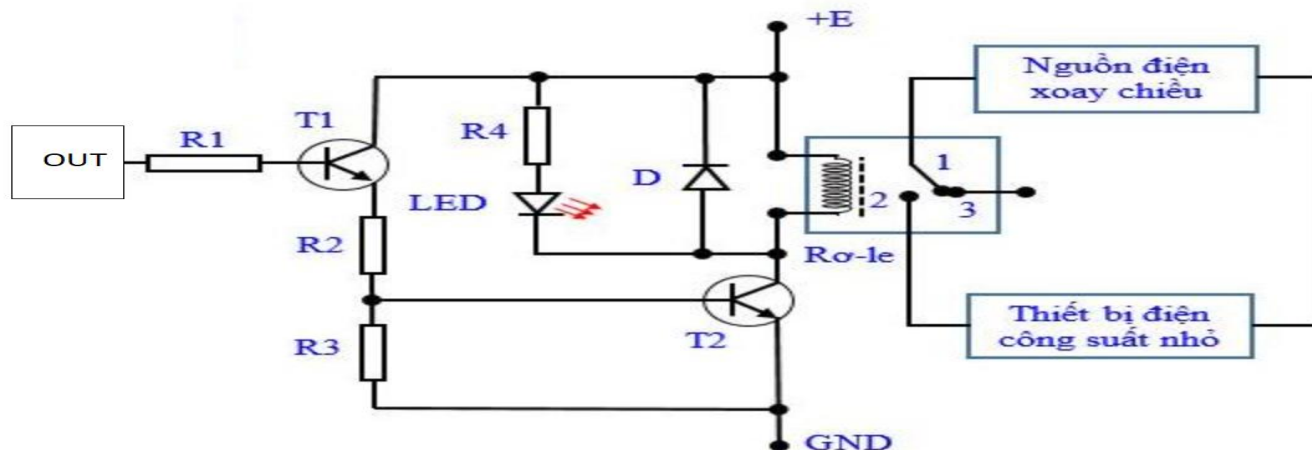 +E
Nguồn điện
xoay chiều
T1
R1
R4
OUT
1
D
2
LED
3
R2
Rơ-le
T2
R3
Thiết bị điện
công suất nhỏ
GND